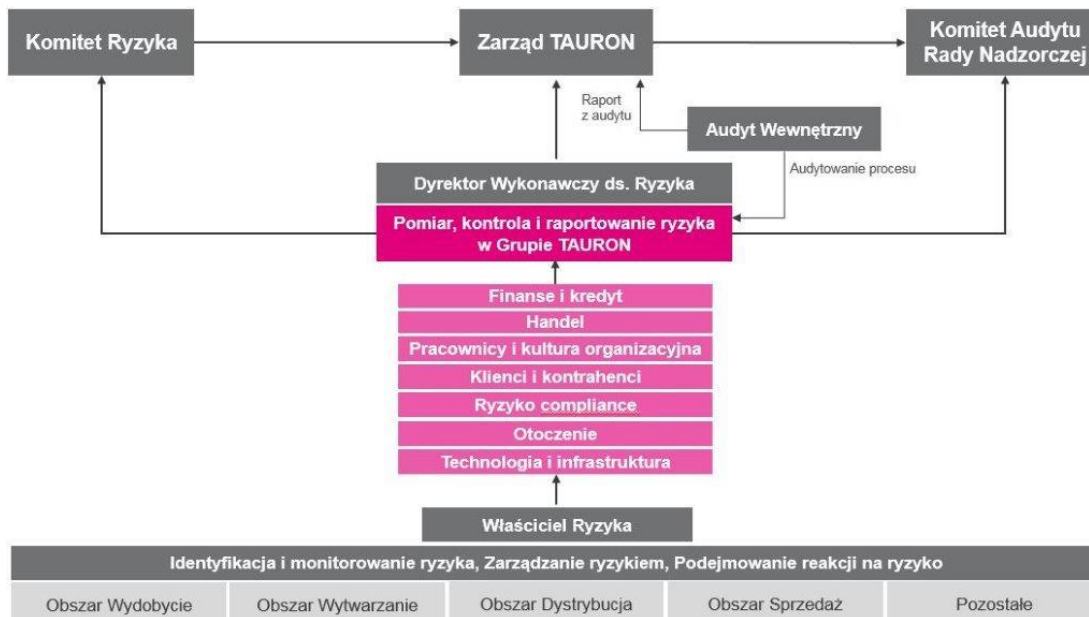 Komitet Ryzyka
Zarząd TAURON
Komitet Audytu
Rady Nadzorczej
Raport
z audytu
Audyt Wewnętrzny
Audytowanie procesu
Dyrektor Wykonawczy ds. Ryzyka
Pomiar, kontrola i raportowanie ryzyka
w Grupie TAURON
Finanse i kredyt
Handel
Pracownicy i kultura organizacyjna
Klienci i kontrahenci
Ryzyko compliance
Otoczenie
Technologia i infrastruktura
Właściciel Ryzyka
Identyfikacja i monitorowanie ryzyka, Zarządzanie ryzykiem, Podejmowanie reakcji na ryzyko
Obszar Wydobycie
Obszar Wytwarzanie
Obszar Dystrybucja
Obszar Sprzedaż
Pozostałe